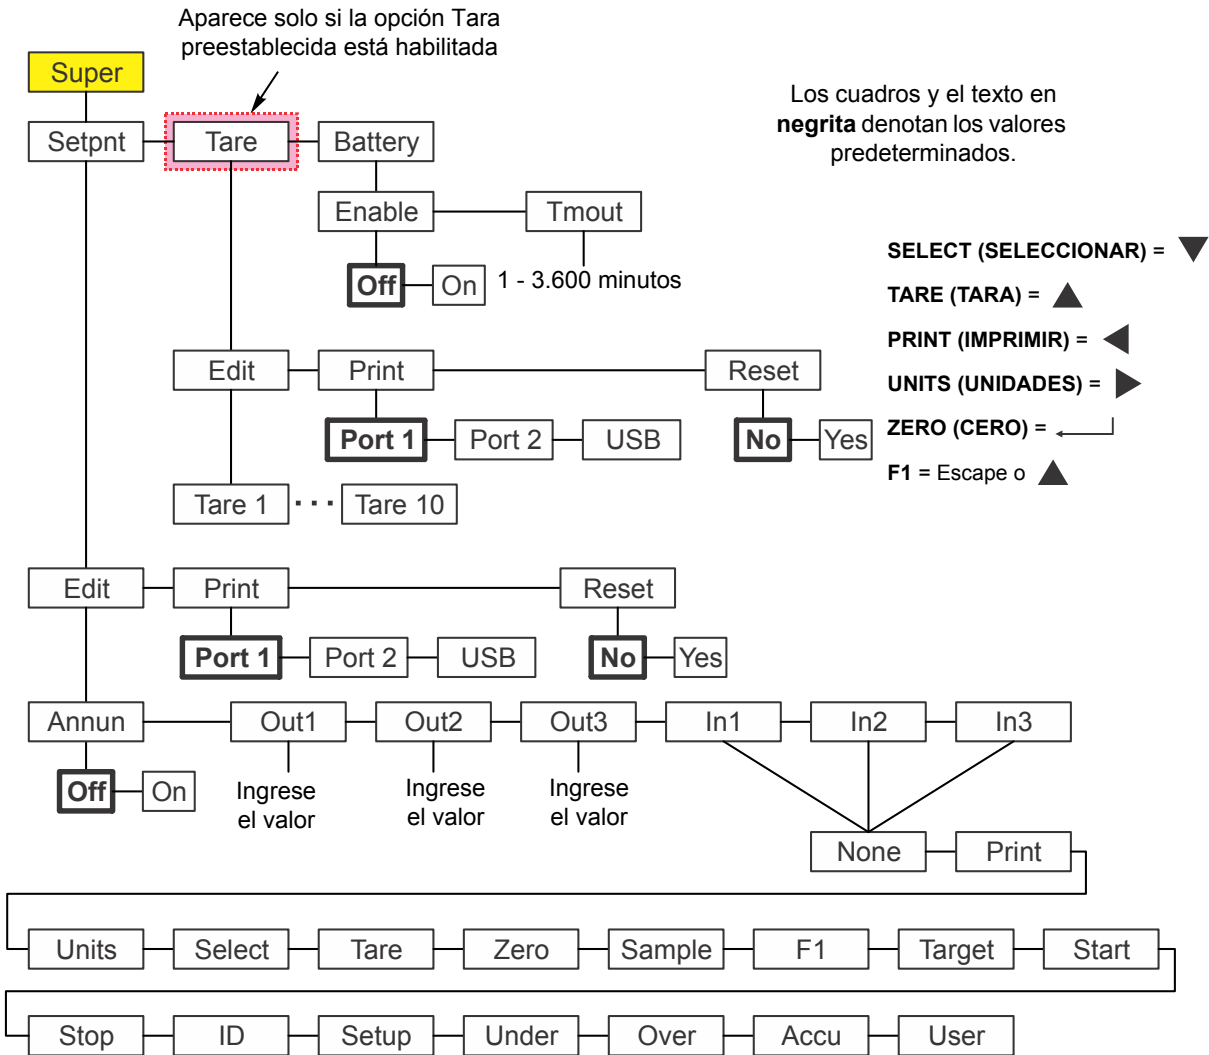 Aparece solo si la opción Tara
preestablecida está habilitada
Super
Los cuadros y el texto en
negrita denotan los valores
predeterminados.
Setpnt Tare Battery
Enable Tmout
Off On 1 - 3.600 minutos
SELECT (SELECCIONAR) = ▼
TARE (TARA) = ▲
PRINT (IMPRIMIR) = ◀
UNITS (UNIDADES) = ▶
ZERO (CERO) =
F1 = Escape o ▲
Edit Print Reset
Port 1 Port 2 USB No Yes
Tare 1 ··· Tare 10
Edit Print Reset
Port 1 Port 2 USB No Yes
Annun Out1 Out2 Out3 In1 In2 In3
Off On
Ingrese
el valor
Ingrese
el valor
Ingrese
el valor
None Print
Units Select Tare Zero Sample F1 Target Start
Stop ID Setup Under Over Accu User